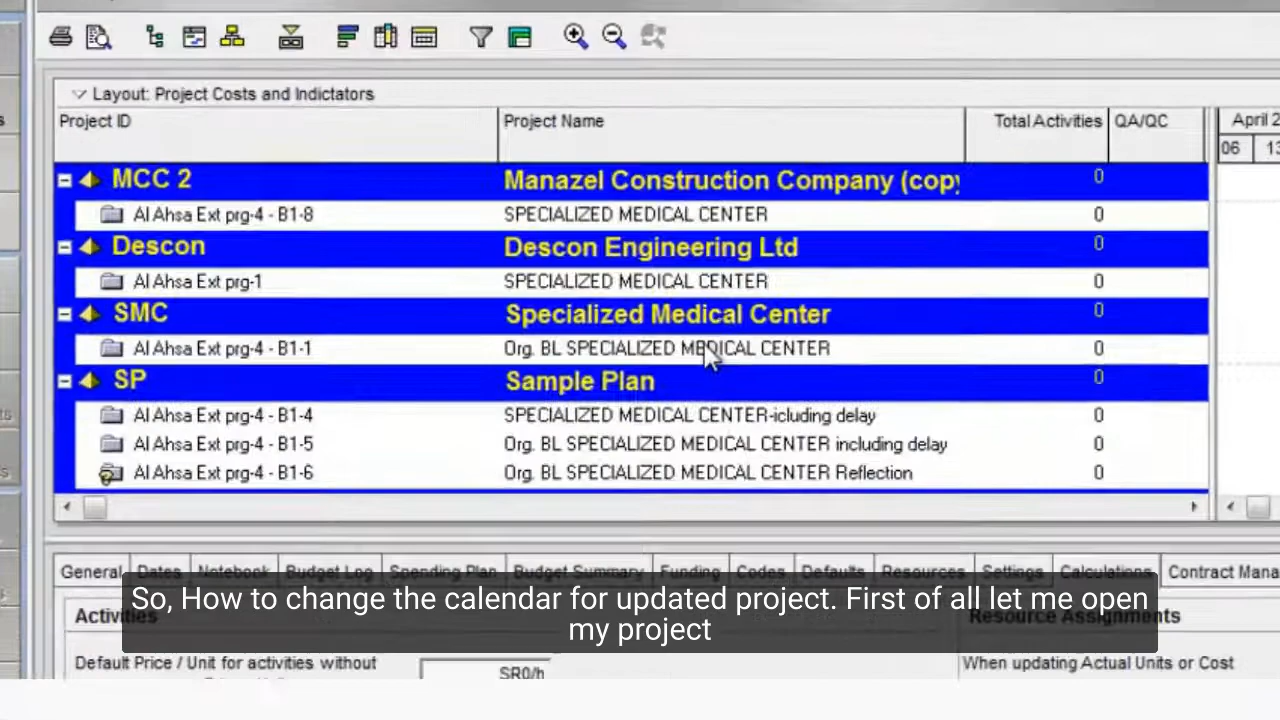 Layout: Project Costs and Indictators
Project ID Project Name Total Activities QA/QC April 2
06 13
MCC 2 Manazel Construction Company (copy 0
Al Ahsa Ext prg-4 - B1-8 SPECIALIZED MEDICAL CENTER 0
Descon Descon Engineering Ltd 0
Al Ahsa Ext prg-1 SPECIALIZED MEDICAL CENTER 0
SMC Specialized Medical Center 0
Al Ahsa Ext prg-4 - B1-1 Org. BL SPECIALIZED MEDICAL CENTER 0
SP Sample Plan 0
Al Ahsa Ext prg-4 - B1-4 SPECIALIZED MEDICAL CENTER-icluding delay 0
Al Ahsa Ext prg-4 - B1-5 Org. BL SPECIALIZED MEDICAL CENTER including delay 0
Al Ahsa Ext prg-4 - B1-6 Org. BL SPECIALIZED MEDICAL CENTER Reflection 0
General Dates Notebook Budget Log Spending Plan Budget Summary Funding Codes Defaults Resources Settings Calculations Contract Mana
So, How to change the calendar for updated project. First of all let me open
my project
Activities Resource Assignments
Default Price / Unit for activities without When updating Actual Units or Cost
SR0/h